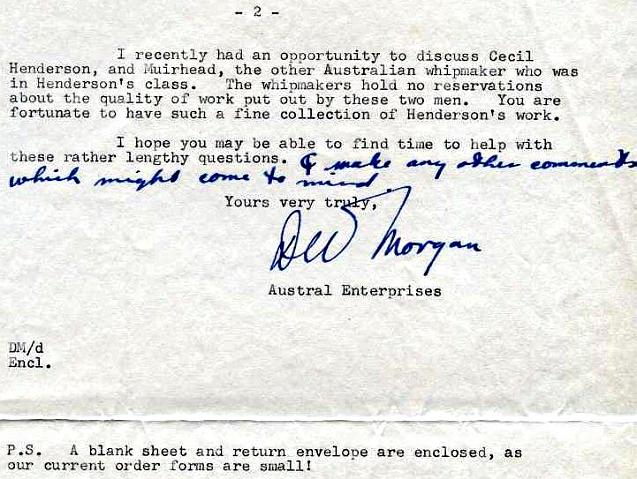 - 2 -
I recently had an opportunity to discuss Cecil
Henderson, and Muirhead, the other Australian whipmaker who was
in Henderson's class. The whipmakers hold no reservations
about the quality of work put out by these two men. You are
fortunate to have such a fine collection of Henderson's work.
I hope you may be able to find time to help with
these rather lengthy questions. & make any other comments
which might come to mind
Yours very truly,
DW Morgan
Austral Enterprises
DM/d
Encl.
P.S. A blank sheet and return envelope are enclosed, as
our current order forms are small!